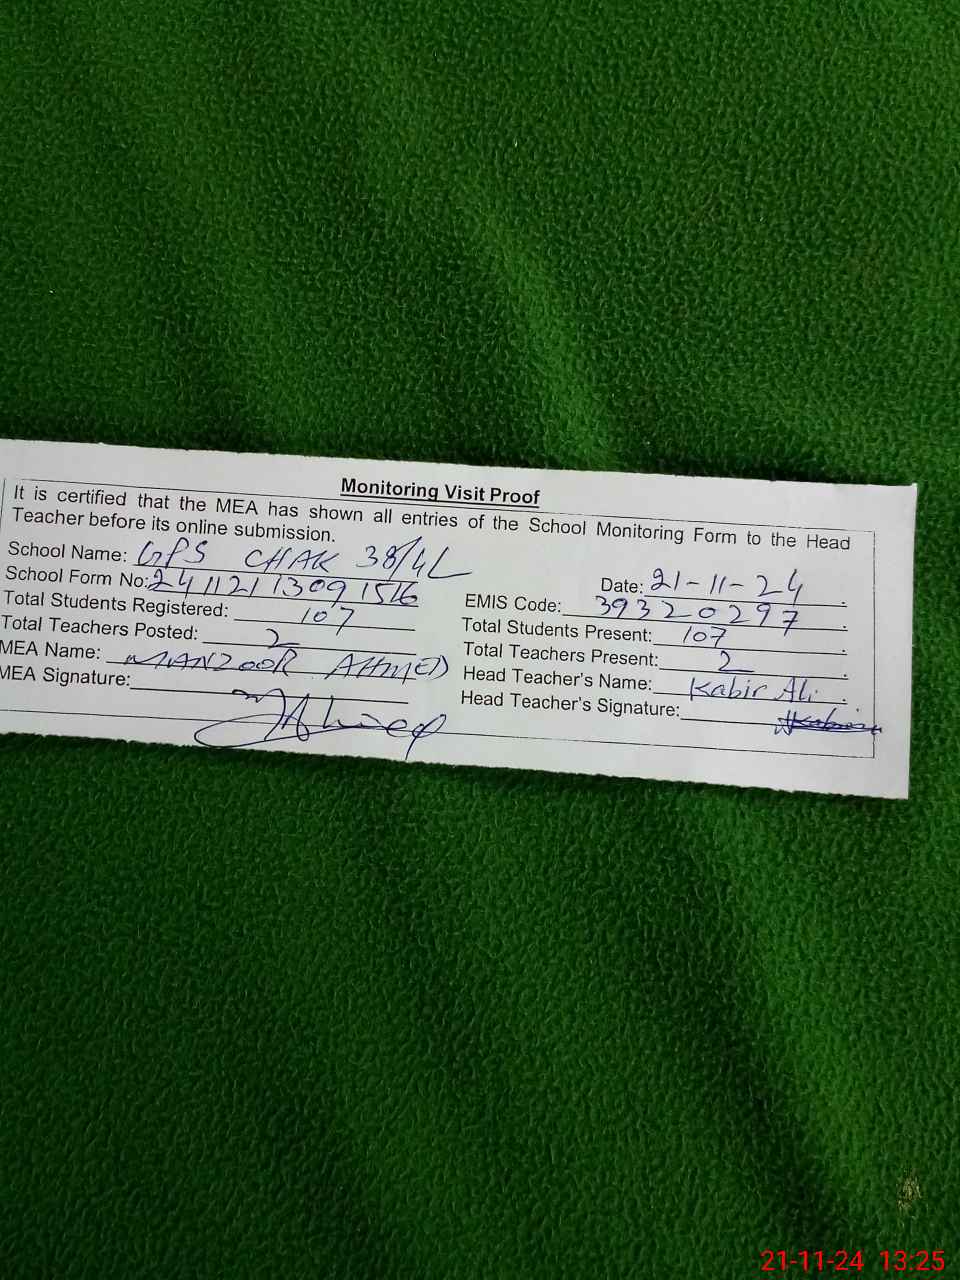 Monitoring Visit Proof
It is certified that the MEA has shown all entries of the School Monitoring Form to the Head
Teacher before its online submission.
School Name: GPS CHAK 38/4L
Date: 21-11-24
School Form No: 24112113091516
EMIS Code: 39320297
Total Students Registered: 107
Total Students Present: 107
Total Teachers Posted: 2
Total Teachers Present: 2
MEA Name: MANZOOR AHMED
Head Teacher's Name: Kabir Ali
MEA Signature:
Head Teacher's Signature:
21-11-24 13:25